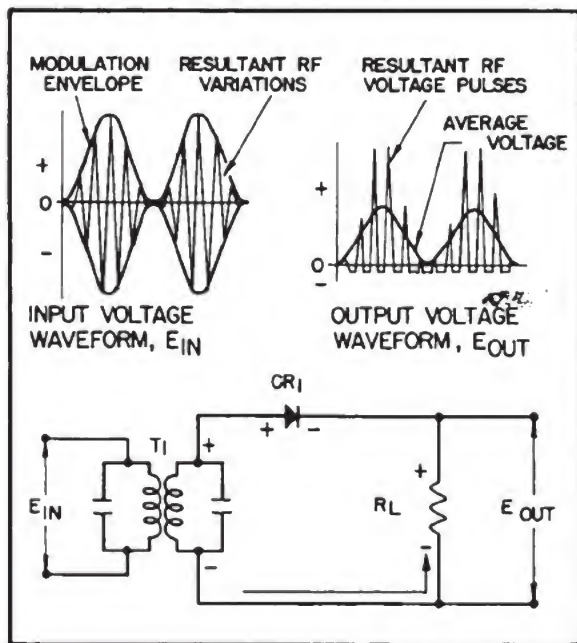 MODULATION
ENVELOPE
RESULTANT RF
VARIATIONS
+
0
-
INPUT VOLTAGE
WAVEFORM, EIN
RESULTANT RF
VOLTAGE PULSES
AVERAGE
VOLTAGE
+
0
-
OUTPUT VOLTAGE
WAVEFORM, EOUT
CR1
+ -
T1
+
-
EIN
RL
+
-
EOUT